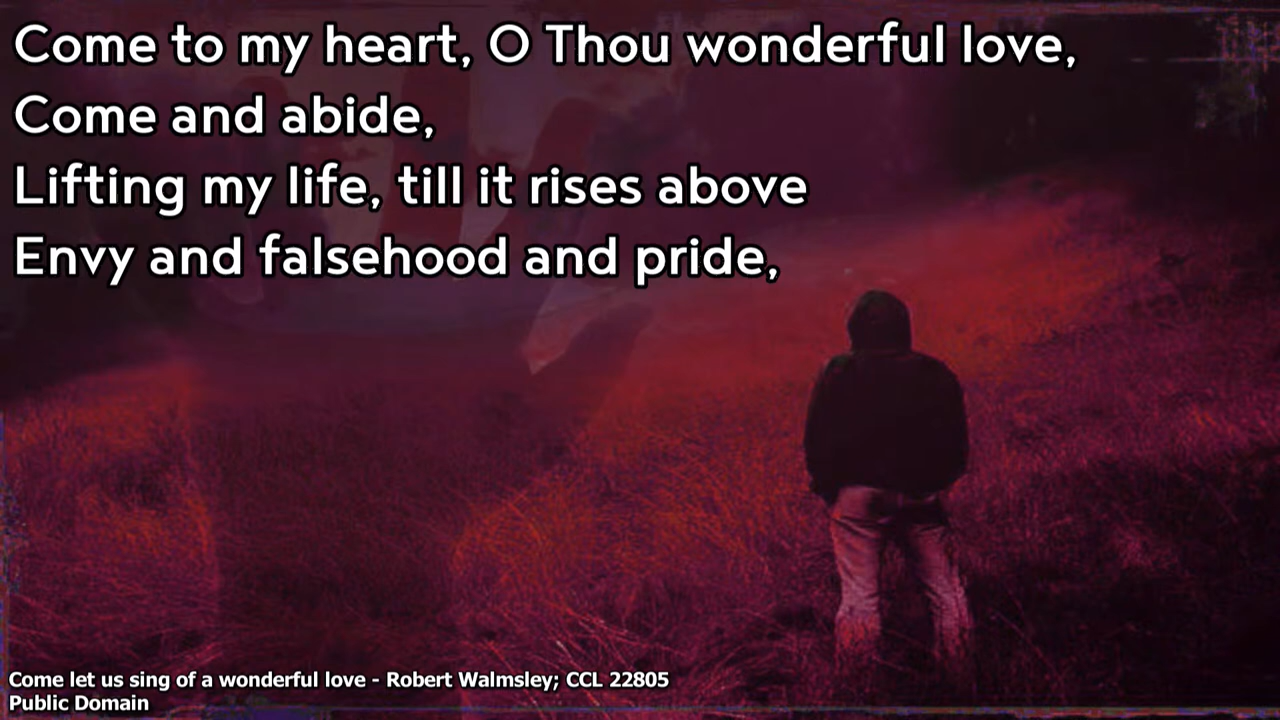 Come to my heart, O Thou wonderful love,
Come and abide,
Lifting my life, till it rises above
Envy and falsehood and pride,
Come let us sing of a wonderful love - Robert Walmsley; CCL 22805
Public Domain